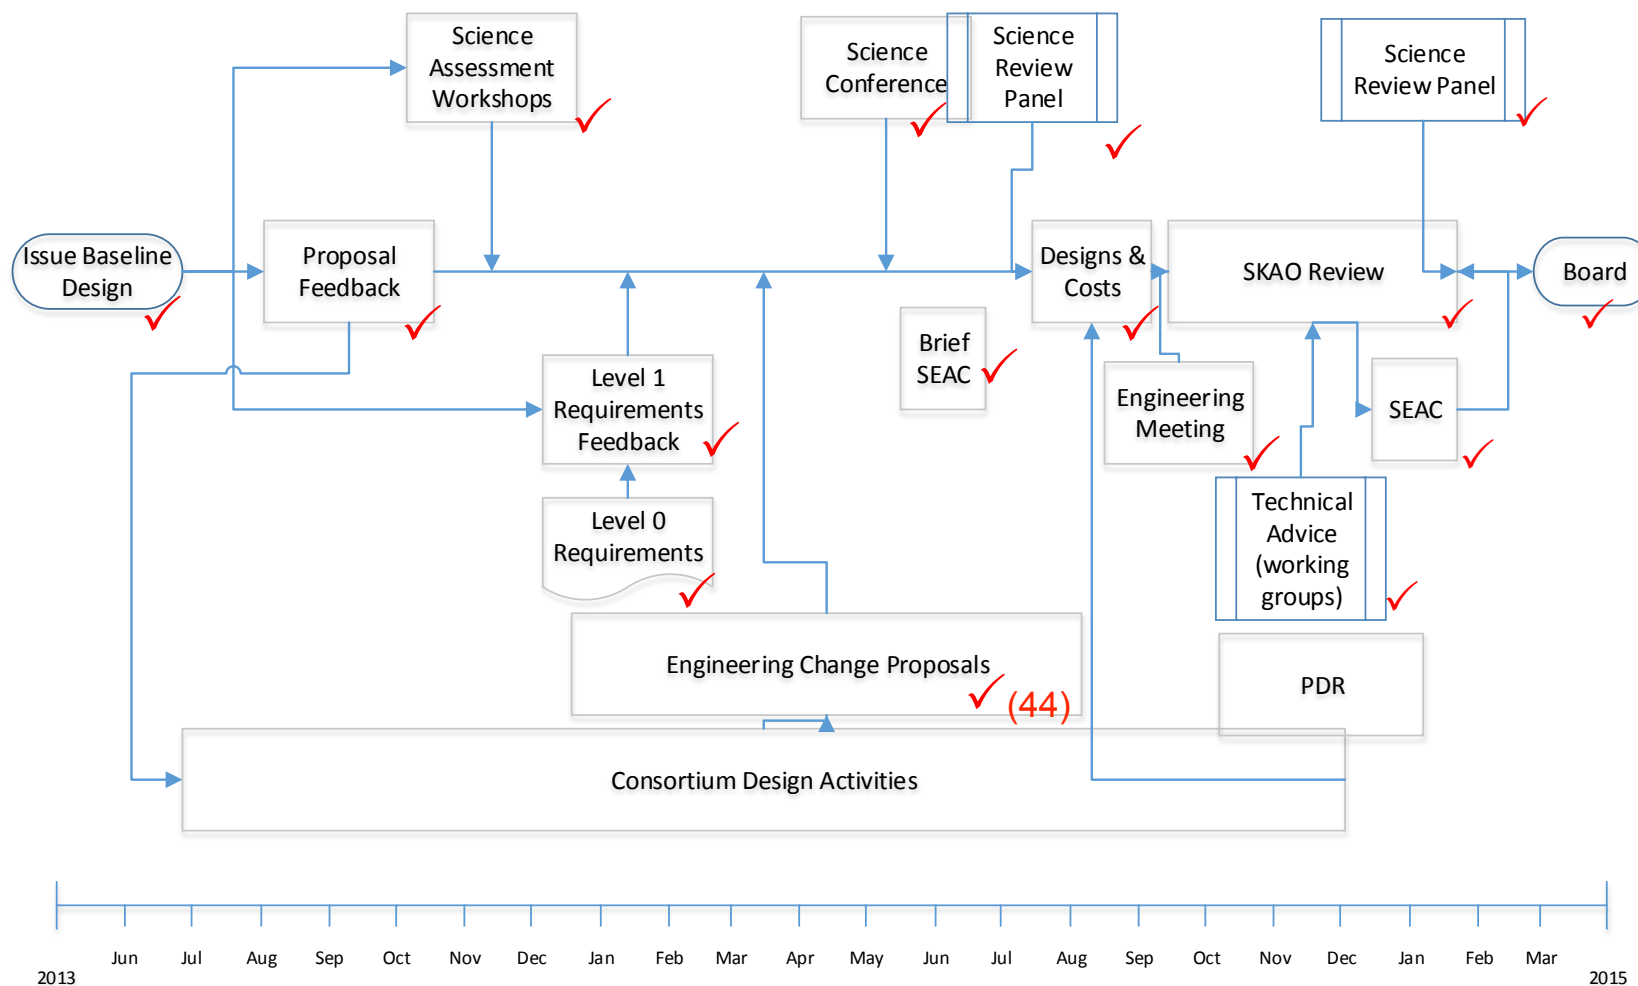 Science
Assessment
Workshops
Science
Conference
Science
Review
Panel
Science
Review Panel
Issue Baseline
Design
Proposal
Feedback
Designs &
Costs
SKAO Review
Board
Brief
SEAC
Level 1
Requirements
Feedback
Engineering
Meeting
SEAC
Level 0
Requirements
Technical
Advice
(working
groups)
Engineering Change Proposals
(44)
PDR
Consortium Design Activities
Jun Jul Aug Sep Oct Nov Dec Jan Feb Mar Apr May Jun Jul Aug Sep Oct Nov Dec Jan Feb Mar
2013 2015